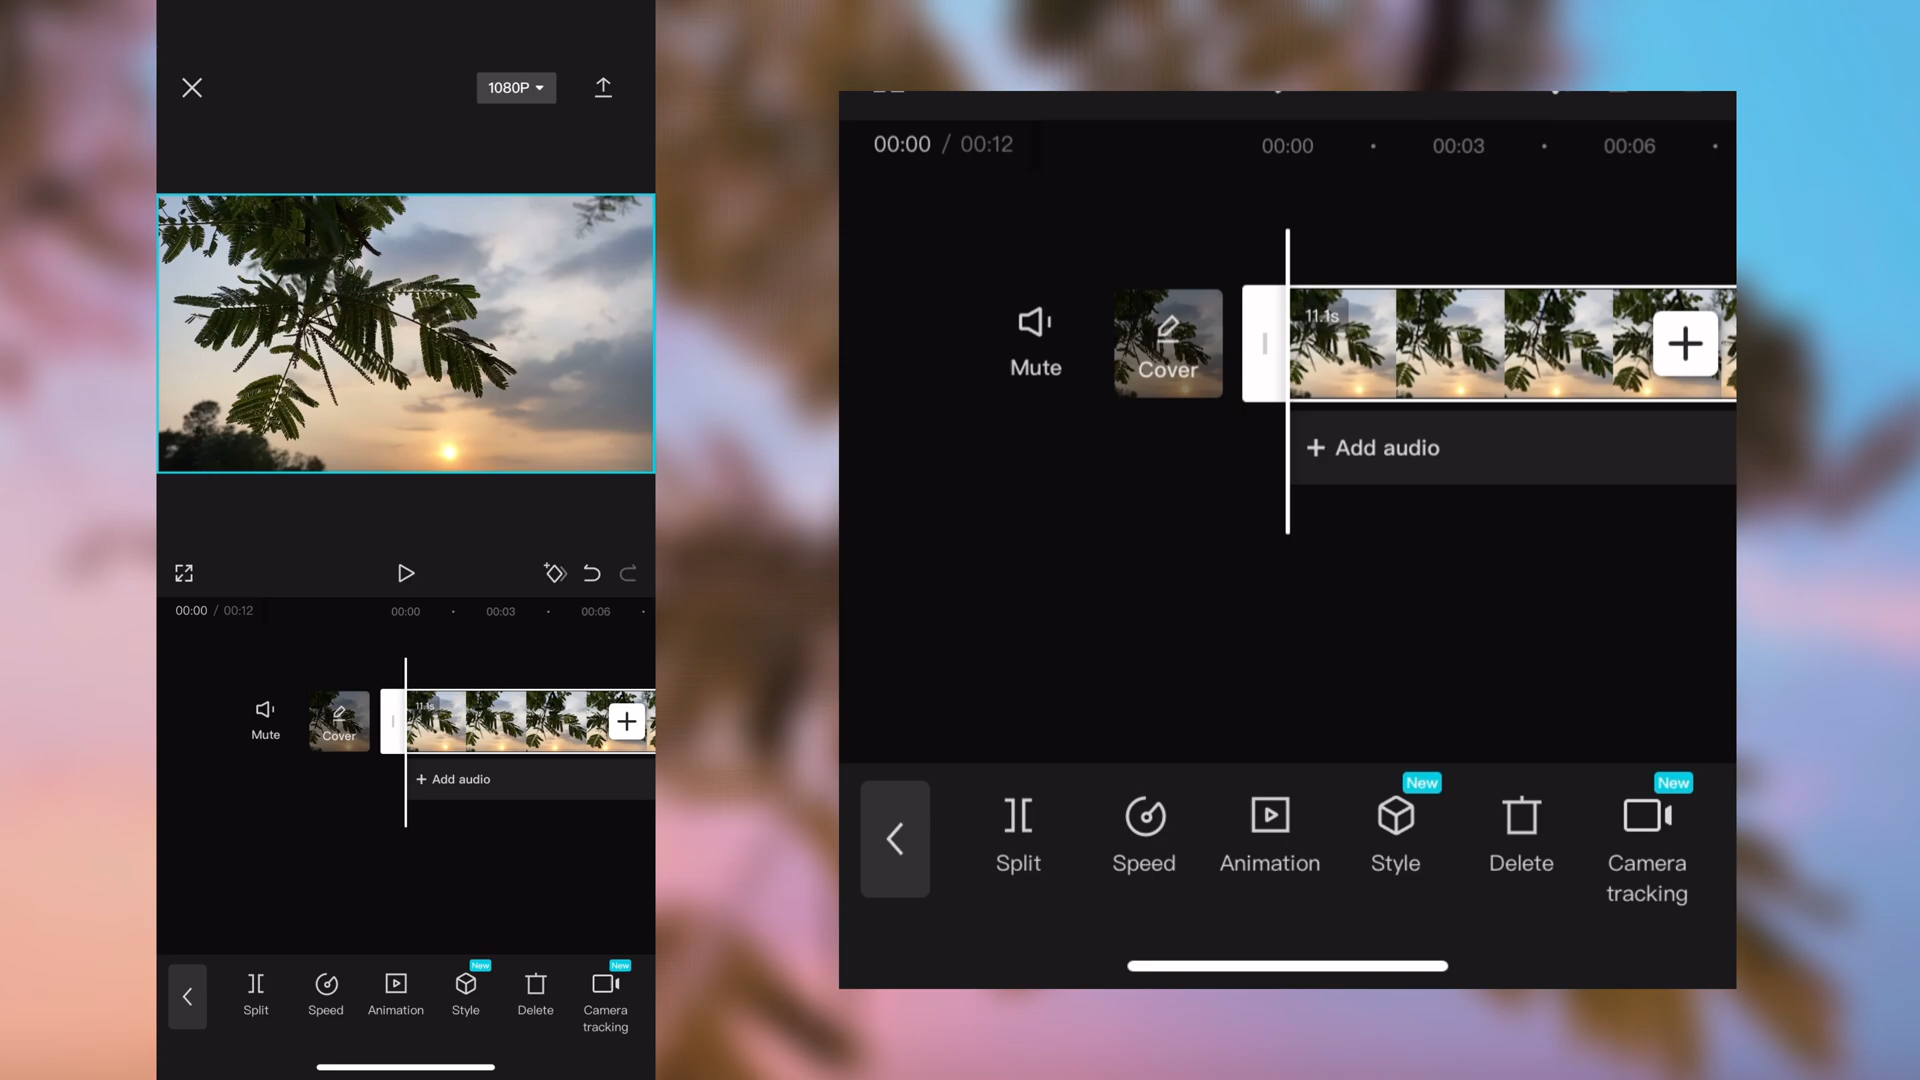 1080P
00:00 / 00:12
00:00
00:03
00:06
Mute
Cover
11.1s
+ Add audio
Split
Speed
Animation
New
Style
Delete
New
Camera
tracking
00:00 / 00:12
00:00
00:03
00:06
Mute
Cover
11.1s
+ Add audio
Split
Speed
Animation
New
Style
Delete
New
Camera
tracking